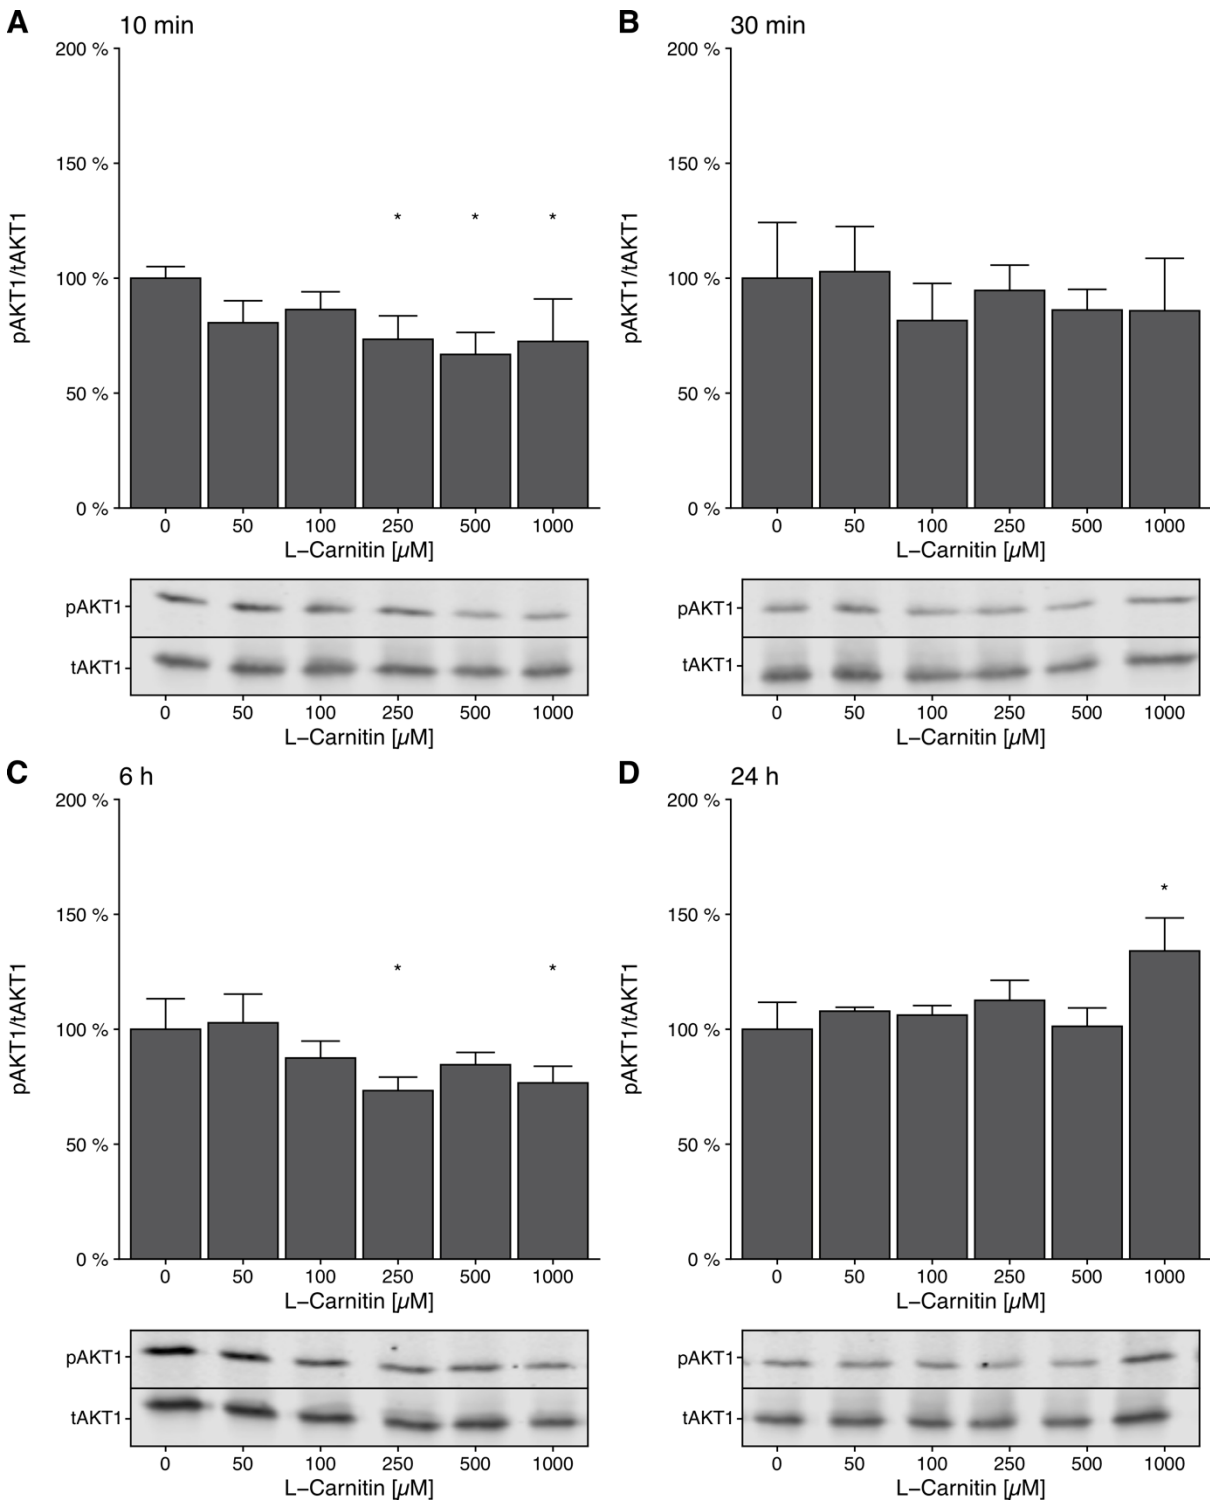 A 10 min
200 %
150 %
100 %
50 %
0 %
pAKT1/tAKT1
* * *
0 50 100 250 500 1000
L−Carnitin [µM]
pAKT1
tAKT1
0 50 100 250 500 1000
L−Carnitin [µM]
B 30 min
200 %
150 %
100 %
50 %
0 %
pAKT1/tAKT1
0 50 100 250 500 1000
L−Carnitin [µM]
pAKT1
tAKT1
0 50 100 250 500 1000
L−Carnitin [µM]
C 6 h
200 %
150 %
100 %
50 %
0 %
pAKT1/tAKT1
* *
0 50 100 250 500 1000
L−Carnitin [µM]
pAKT1
tAKT1
0 50 100 250 500 1000
L−Carnitin [µM]
D 24 h
200 %
150 %
100 %
50 %
0 %
pAKT1/tAKT1
*
0 50 100 250 500 1000
L−Carnitin [µM]
pAKT1
tAKT1
0 50 100 250 500 1000
L−Carnitin [µM]